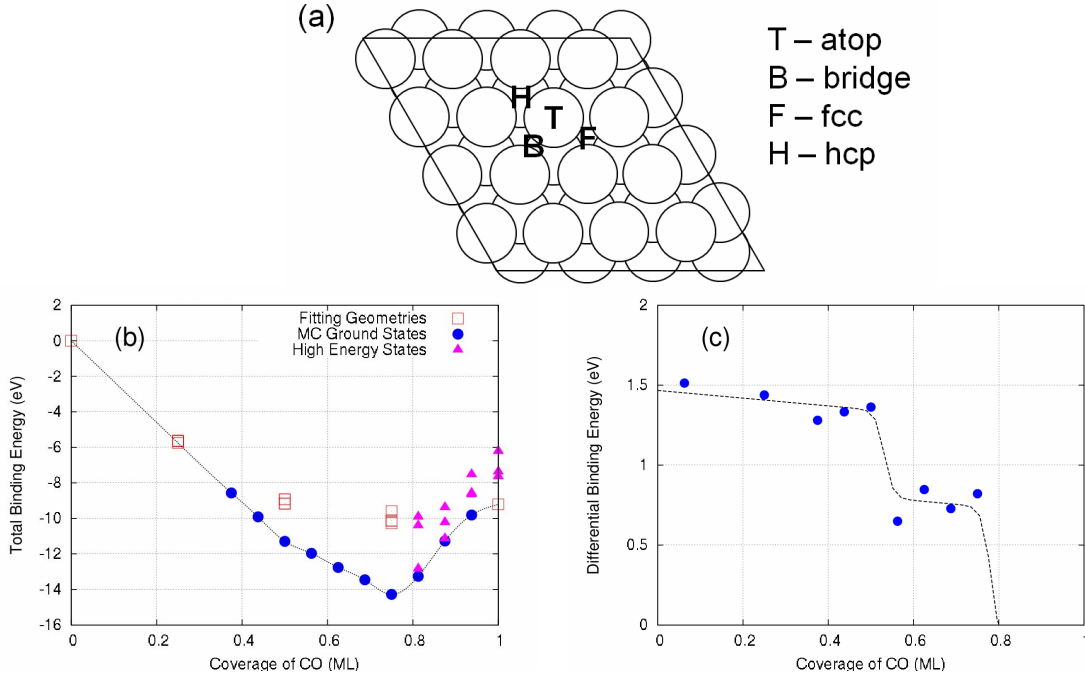 (a)
T – atop
B – bridge
F – fcc
H – hcp
H
T
B
F
(b)
Fitting Geometries
MC Ground States
High Energy States
Total Binding Energy (eV)
2
0
-2
-4
-6
-8
-10
-12
-14
-16
0
0.2
0.4
0.6
0.8
1
Coverage of CO (ML)
(c)
Differential Binding Energy (eV)
2
1.5
1
0.5
0
0
0.2
0.4
0.6
0.8
1
Coverage of CO (ML)